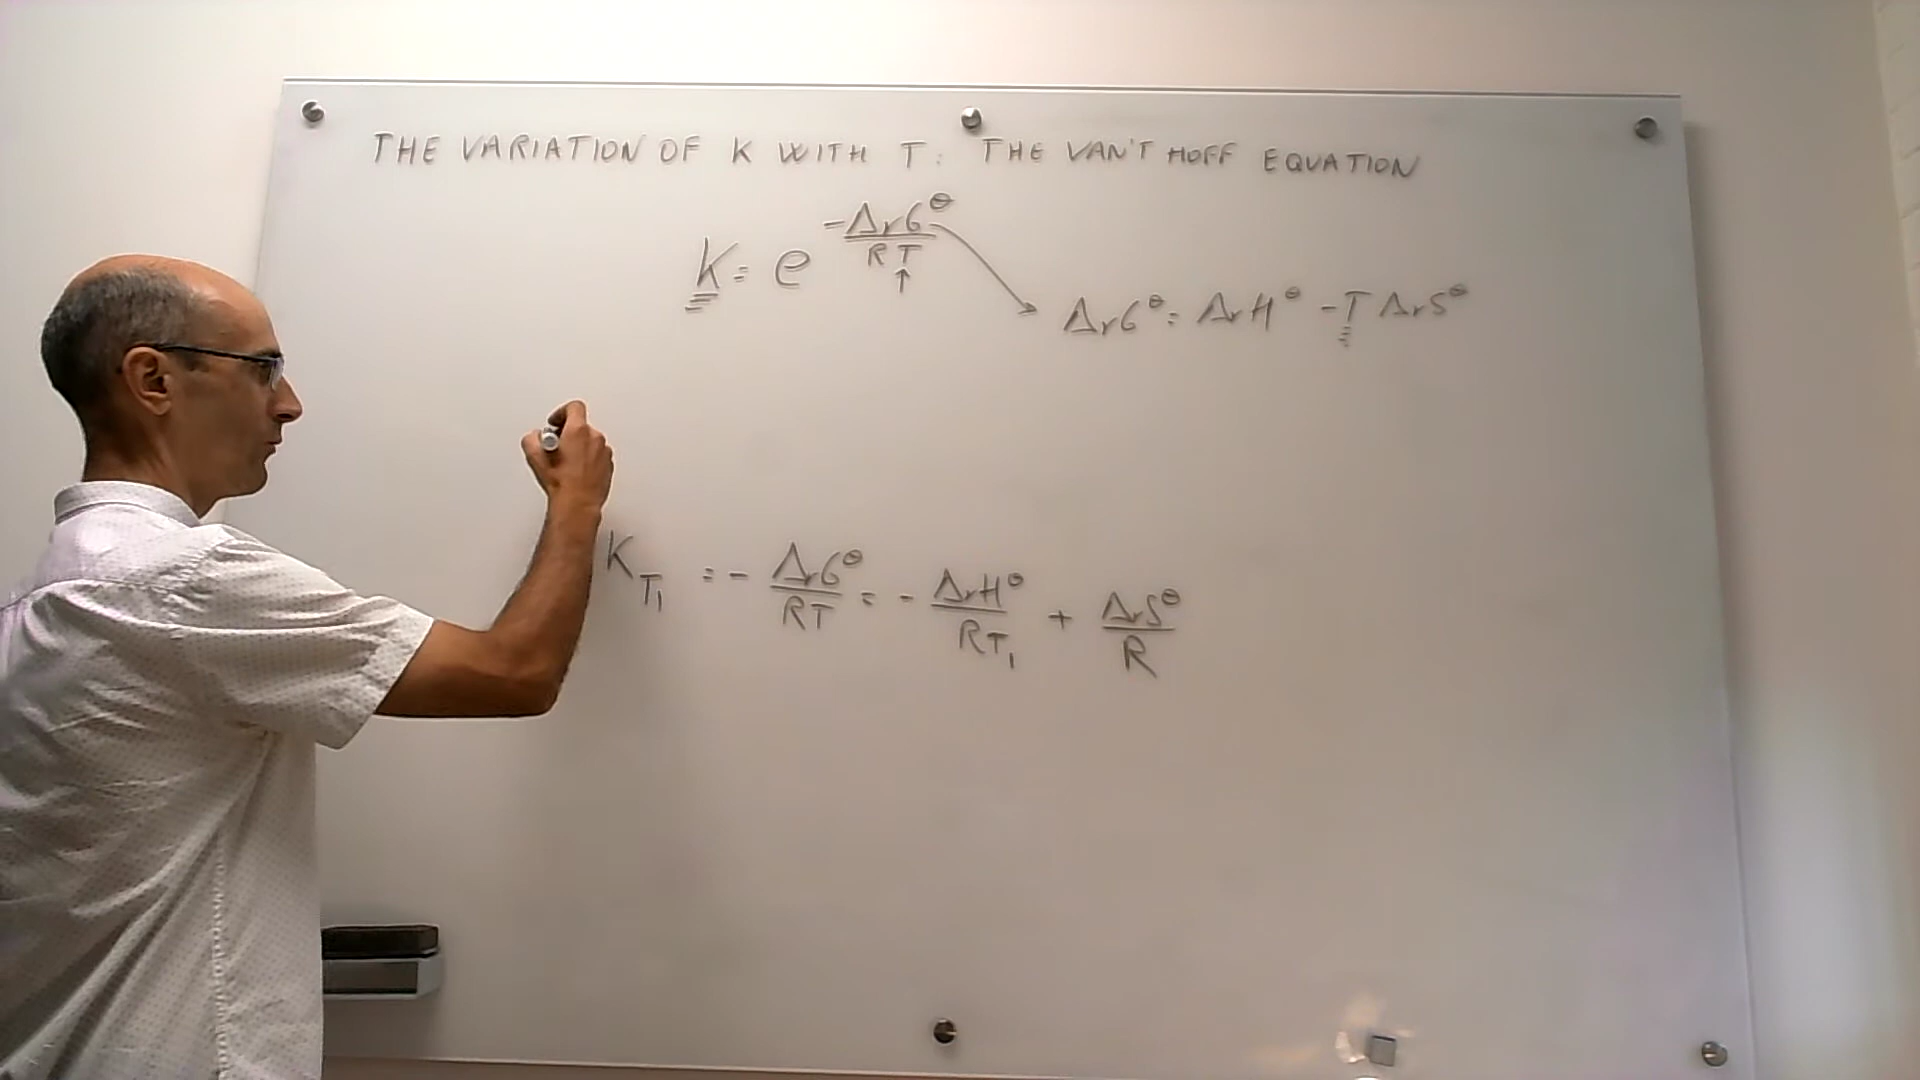 THE VARIATION OF K WITH T: THE VAN'T HOFF EQUATION
K = e^(-ΔrG⊖/RT) ↑
ΔrG⊖ = ΔrH⊖ - T ΔrS⊖
K_T1 = - ΔrG⊖/RT = - ΔrH⊖/RT1 + ΔrS⊖/R